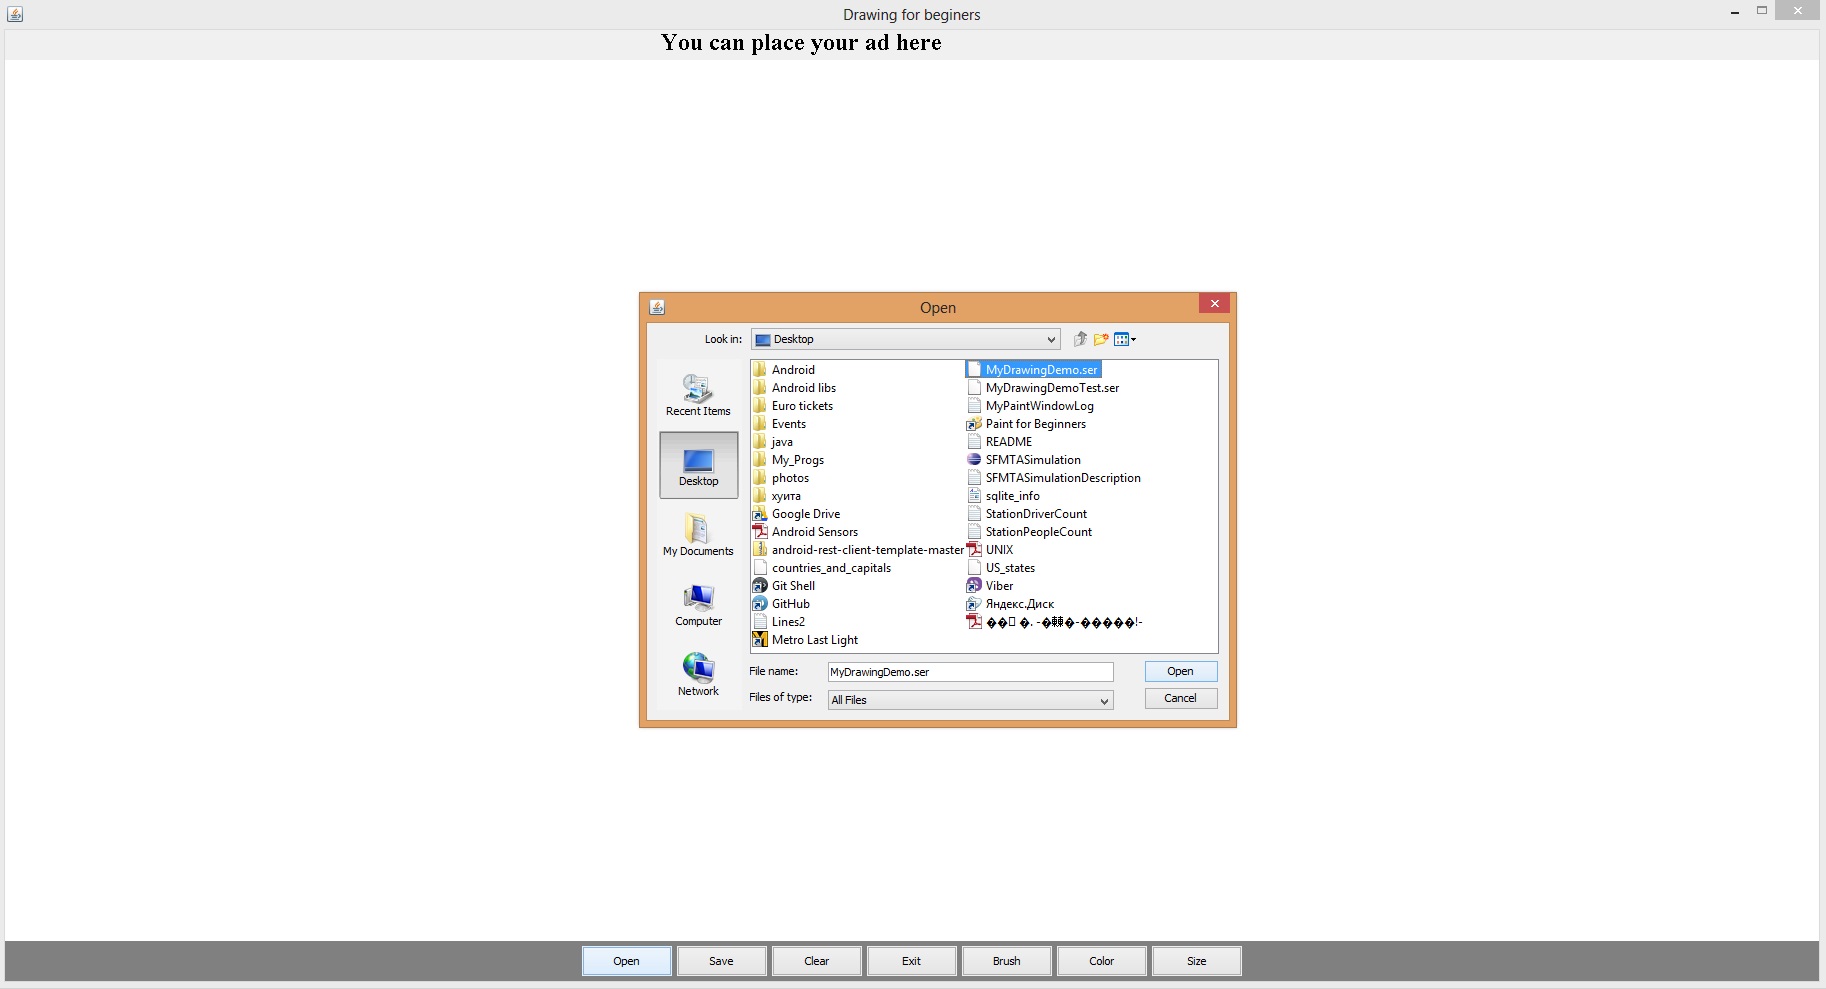 Drawing for beginers
You can place your ad here
Open
Look in:
Desktop
Recent Items
Desktop
My Documents
Computer
Network
Android
Android libs
Euro tickets
Events
java
My_Progs
photos
хуита
Google Drive
Android Sensors
android-rest-client-template-master
countries_and_capitals
Git Shell
GitHub
Lines2
Metro Last Light
MyDrawingDemo.ser
MyDrawingDemoTest.ser
MyPaintWindowLog
Paint for Beginners
README
SFMTASimulation
SFMTASimulationDescription
sqlite_info
StationDriverCount
StationPeopleCount
UNIX
US_states
Viber
Яндекс.Диск
File name:
MyDrawingDemo.ser
Open
Files of type:
All Files
Cancel
Open
Save
Clear
Exit
Brush
Color
Size